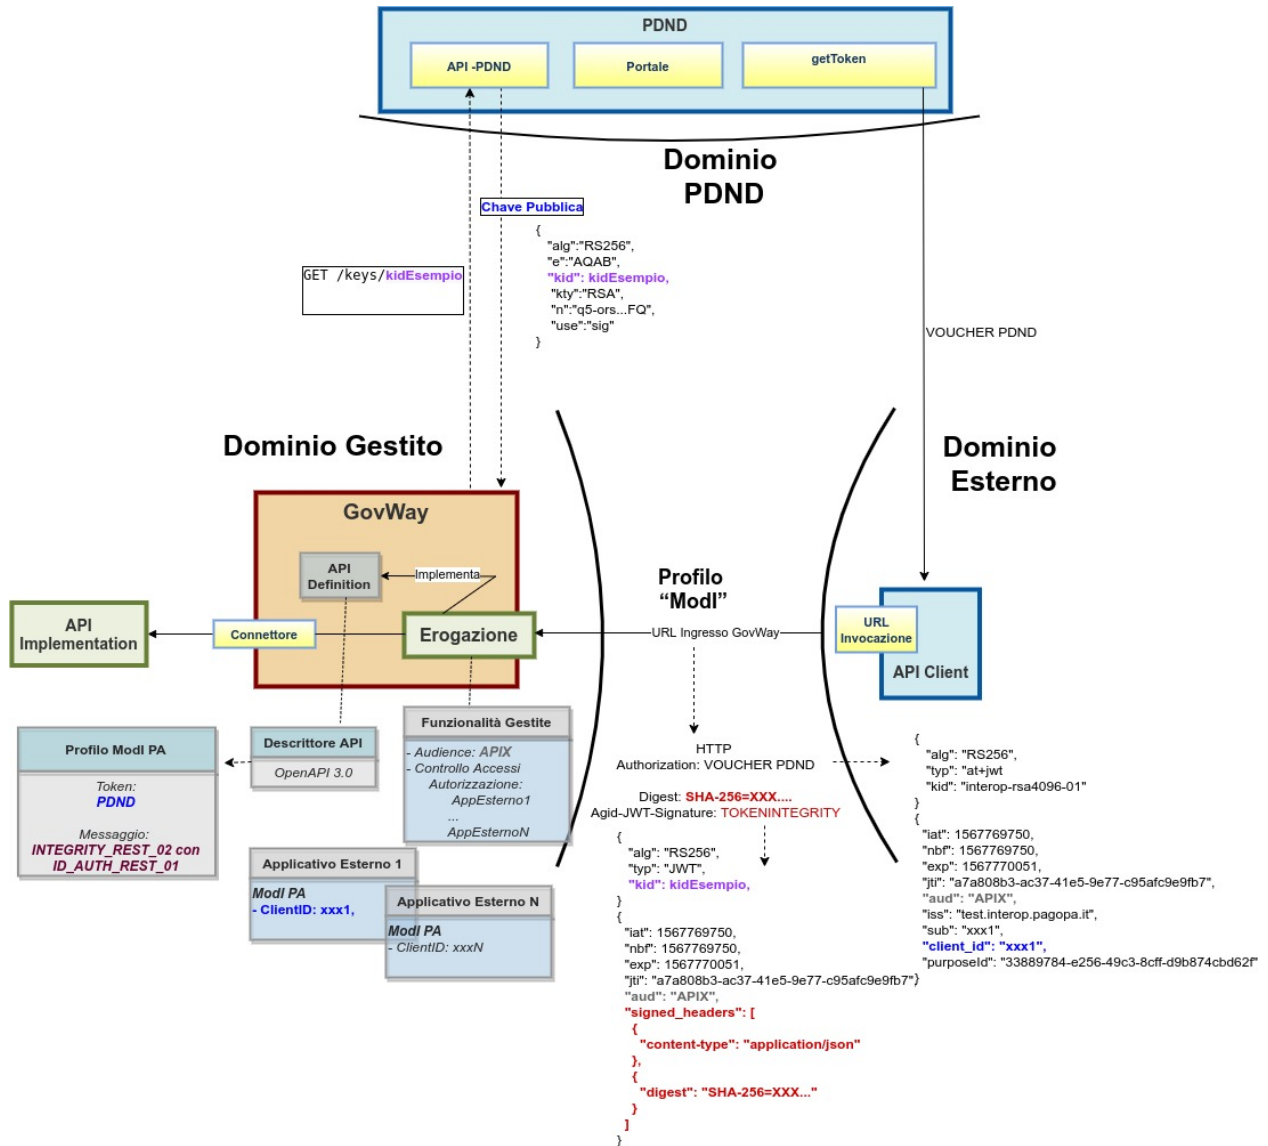 PDND
API -PDND
Portale
getToken
Dominio
PDND
Chave Pubblica
{
"alg":"RS256",
"e":"AQAB",
"kid": kidEsempio,
"kty":"RSA",
"n":"q5-ors...FQ",
"use":"sig"
}
GET /keys/kidEsempio
VOUCHER PDND
Dominio Gestito
Dominio
Esterno
GovWay
API
Definition
Implementa
API
Implementation
Connettore
Erogazione
Profilo
“ModI”
URL Ingresso GovWay
URL
Invocazione
API Client
Profilo ModI PA
Token:
PDND
Messaggio:
INTEGRITY_REST_02 con
ID_AUTH_REST_01
Descrittore API
OpenAPI 3.0
Funzionalità Gestite
- Audience: APIX
- Controllo Accessi
Autorizzazione:
AppEsterno1
...
AppEsternoN
Applicativo Esterno 1
ModI PA
- ClientID: xxx1,
Applicativo Esterno N
ModI PA
- ClientID: xxxN
HTTP
Authorization: VOUCHER PDND
Digest: SHA-256=XXX....
Agid-JWT-Signature: TOKENINTEGRITY
{
"alg": "RS256",
"typ": "JWT",
"kid": kidEsempio,
}
{
"iat": 1567769750,
"nbf": 1567769750,
"exp": 1567770051,
"jti": "a7a808b3-ac37-41e5-9e77-c95afc9e9fb7",
"aud": "APIX",
"signed_headers": [
{
"content-type": "application/json"
},
{
"digest": "SHA-256=XXX..."
}
]
}
{
"alg": "RS256",
"typ": "at+jwt
"kid": "interop-rsa4096-01"
}
{
"iat": 1567769750,
"nbf": 1567769750,
"exp": 1567770051,
"jti": "a7a808b3-ac37-41e5-9e77-c95afc9e9fb7",
"aud": "APIX",
"iss": "test.interop.pagopa.it",
"sub": "xxx1",
"client_id": "xxx1",
"purposeId": "33889784-e256-49c3-8cff-d9b874cbd62f"
}